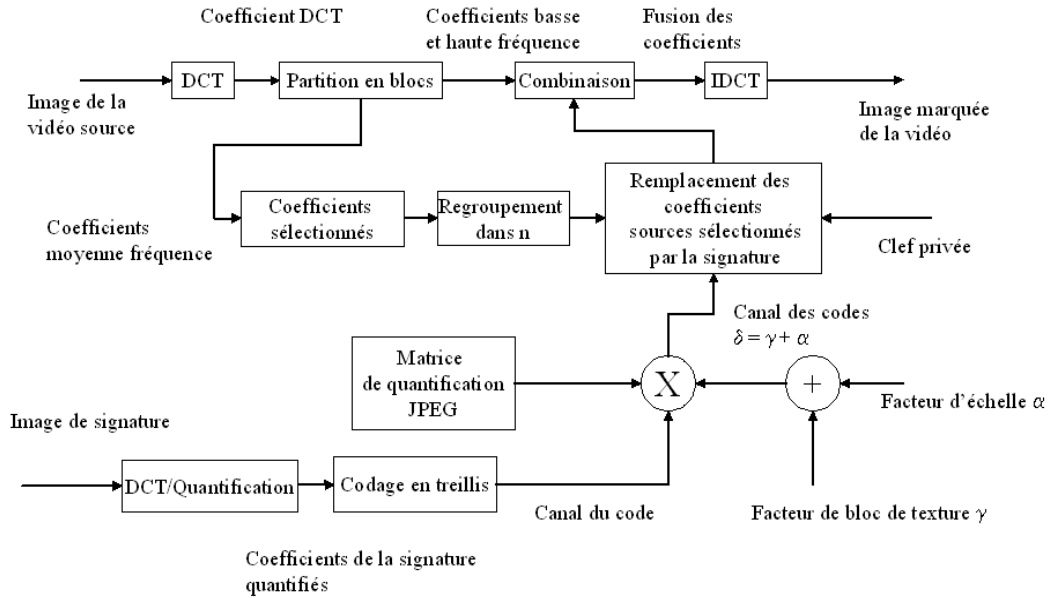 Coefficient DCT
Coefficients basse
et haute fréquence
Fusion des
coefficients
DCT
Partition en blocs
Combinaison
IDCT
Image de la
vidéo source
Image marquée
de la vidéo
Coefficients
moyenne fréquence
Coefficients
sélectionnés
Regroupement
dans n
Remplacement des
coefficients
sources sélectionnés
par la signature
Clef privée
Canal des codes
δ = γ + α
Matrice
de quantification
JPEG
X
+
Facteur d'échelle α
Image de signature
DCT/Quantification
Codage en treillis
Canal du code
Facteur de bloc de texture γ
Coefficients de la signature
quantifiés